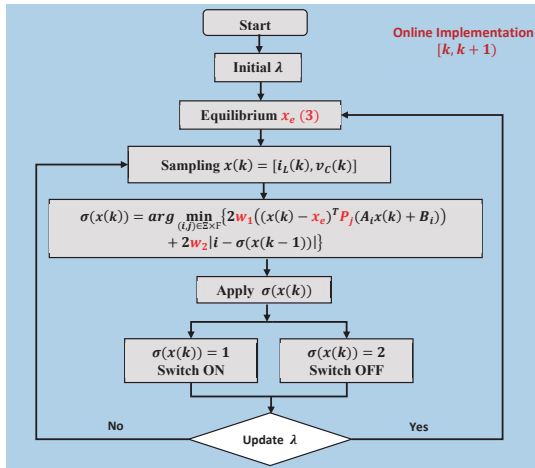 Start
Online Implementation
[k, k + 1)
Initial λ
Equilibrium x_e (3)
Sampling x(k) = [i_L(k), v_C(k)]
σ(x(k)) = arg min_{(i,j)∈Ξ×Γ} {2w_1((x(k) − x_e)^T P_j(A_i x(k) + B_i))
+ 2w_2|i − σ(x(k − 1))|}
Apply σ(x(k))
σ(x(k)) = 1
Switch ON
σ(x(k)) = 2
Switch OFF
No
Update λ
Yes